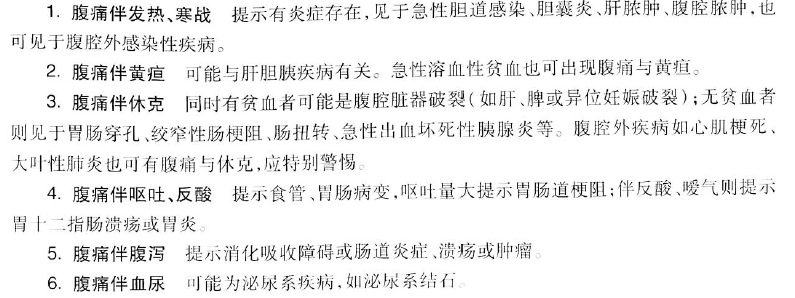 1. 腹痛伴发热、寒战 提示有炎症存在,见于急性胆道感染、胆囊炎、肝脓肿、腹腔脓肿,也
可见于腹腔外感染性疾病。
2. 腹痛伴黄疸 可能与肝胆胰疾病有关。急性溶血性贫血也可出现腹痛与黄疸。
3. 腹痛伴休克 同时有贫血者可能是腹腔脏器破裂(如肝、脾或异位妊娠破裂);无贫血者
则见于胃肠穿孔、绞窄性肠梗阻、肠扭转、急性出血坏死性胰腺炎等。腹腔外疾病如心肌梗死、
大叶性肺炎也可有腹痛与休克,应特别警惕。
4. 腹痛伴呕吐、反酸 提示食管、胃肠病变,呕吐量大提示胃肠道梗阻;伴反酸、嗳气则提示
胃十二指肠溃疡或胃炎。
5. 腹痛伴腹泻 提示消化吸收障碍或肠道炎症、溃疡或肿瘤。
6. 腹痛伴血尿 可能为泌尿系疾病,如泌尿系结石。